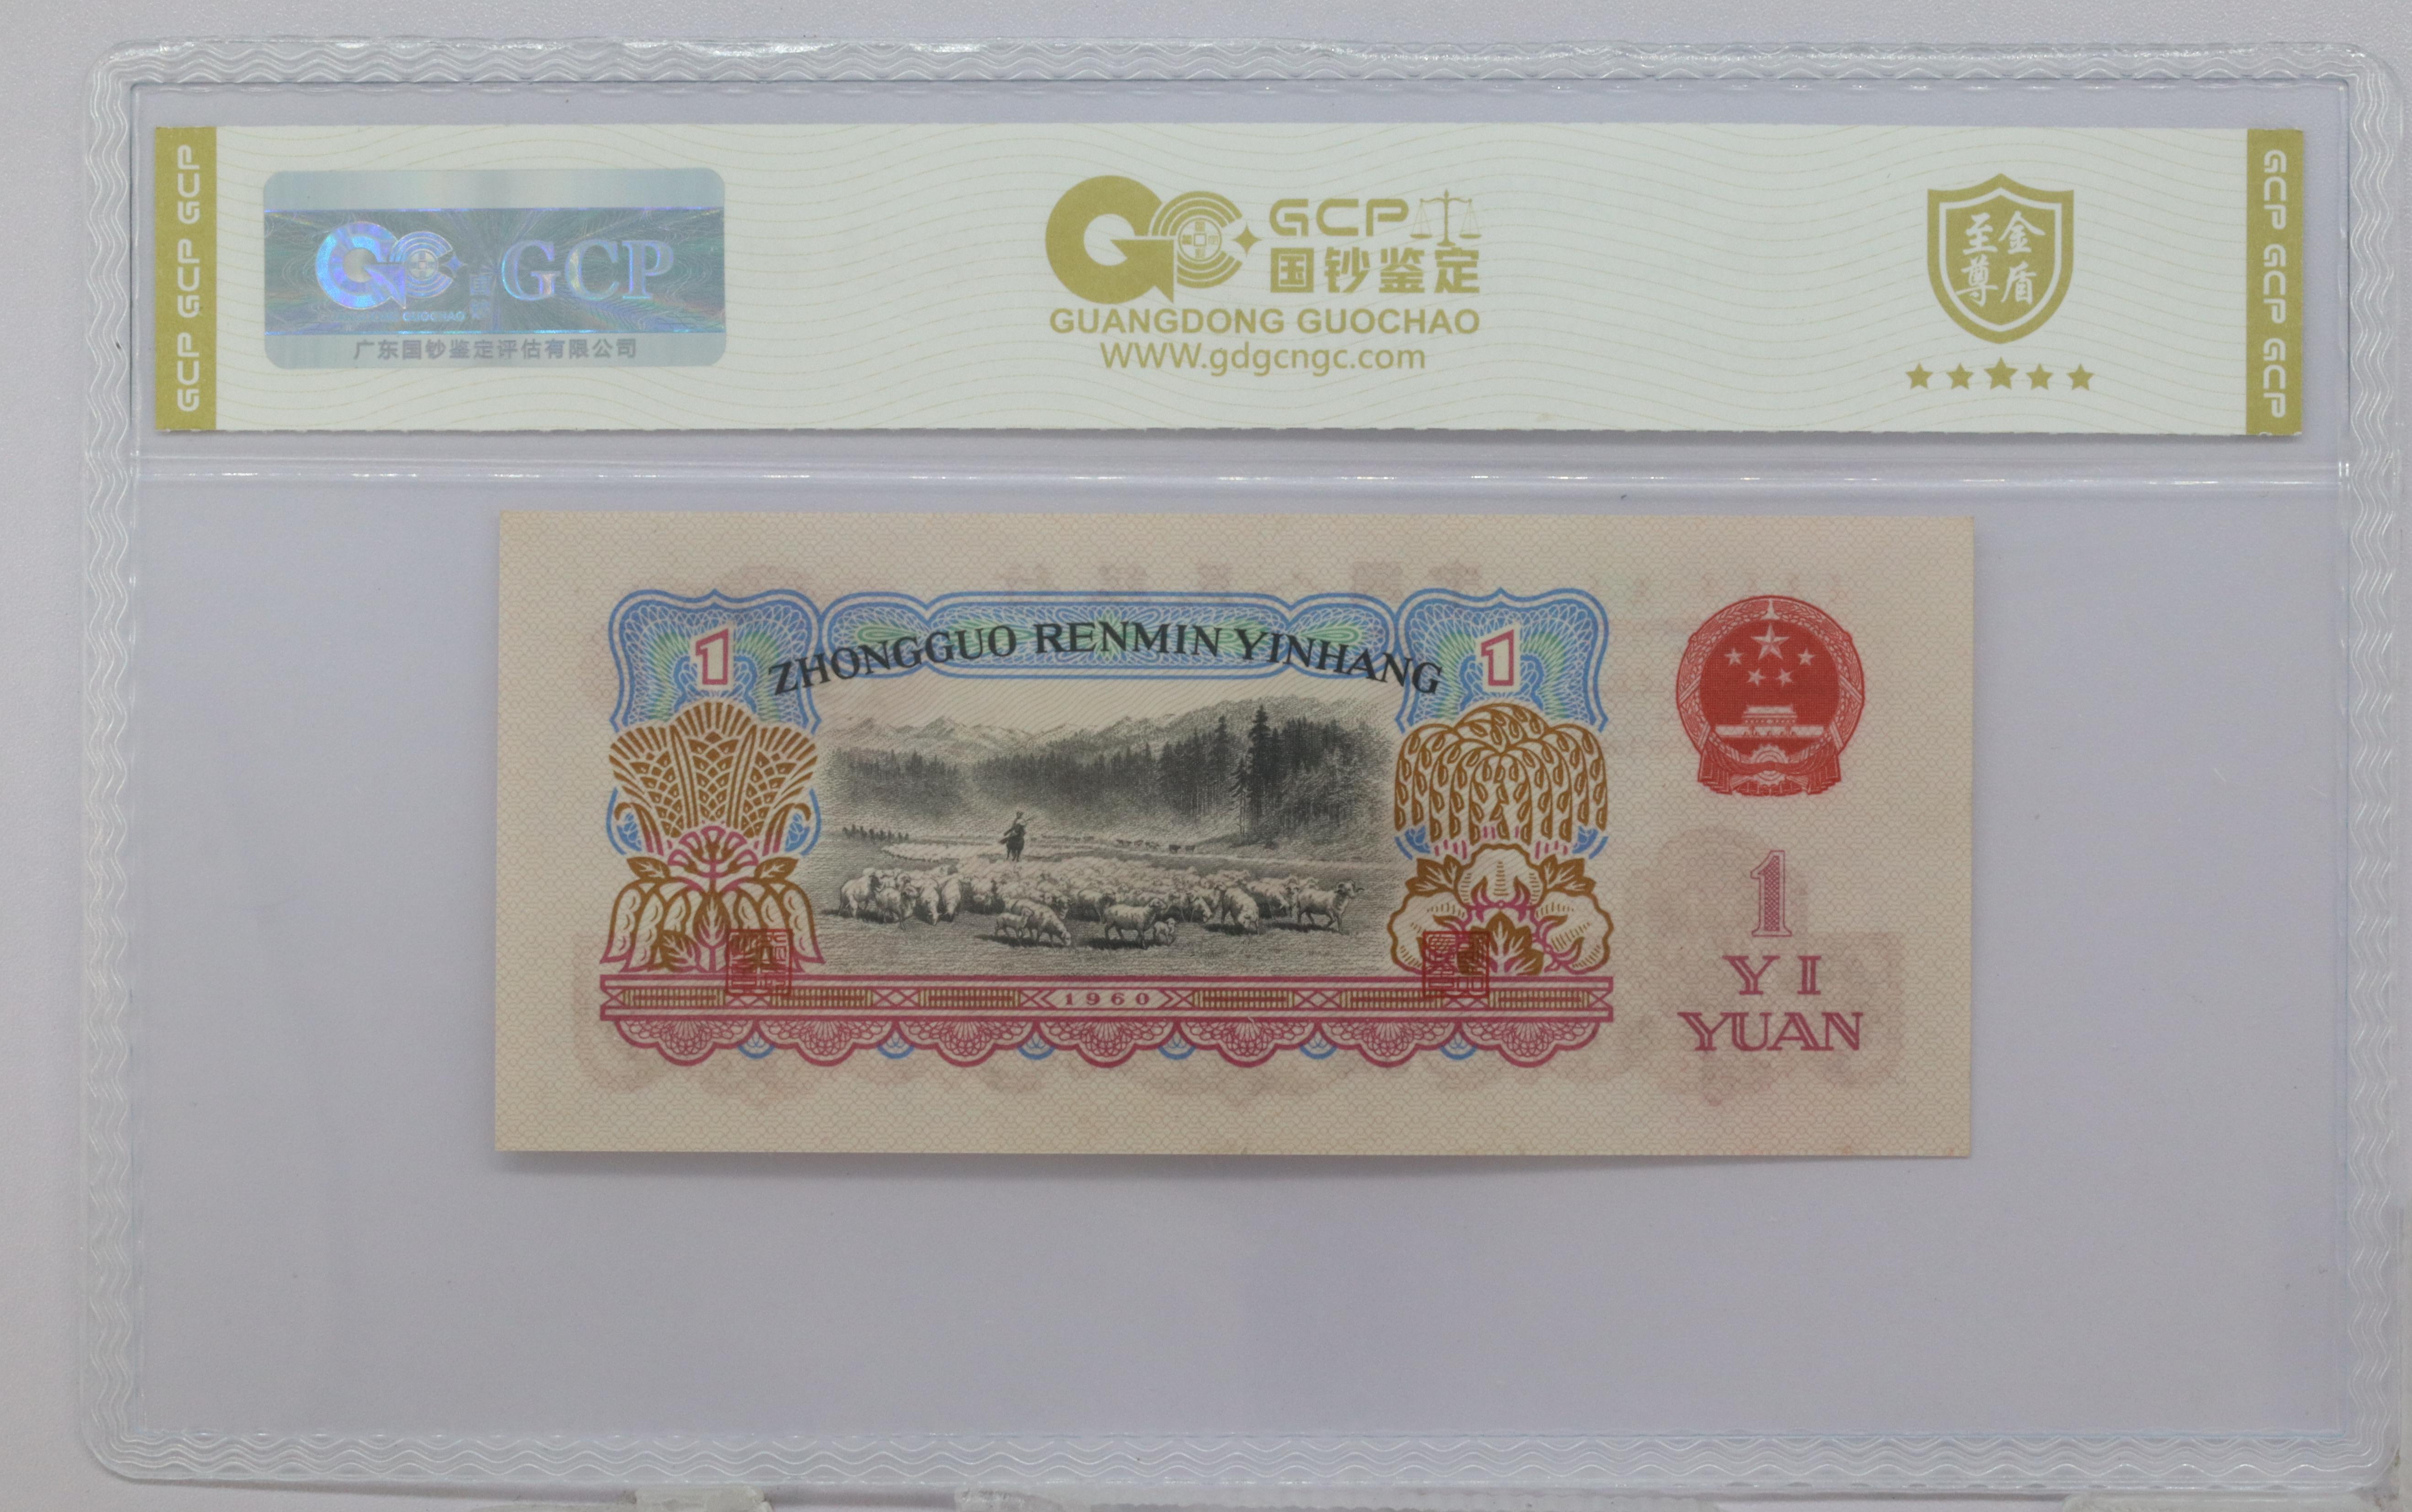 GCP GCP GCP
GCP
GUOCHAO
广东国钞鉴定评估有限公司
GCP
国钞鉴定
GUANGDONG GUOCHAO
WWW.gdgcngc.com
至金
尊盾
GCP GCP GCP
1
ZHONGGUO RENMIN YINHANG
1
1960
1
YI
YUAN